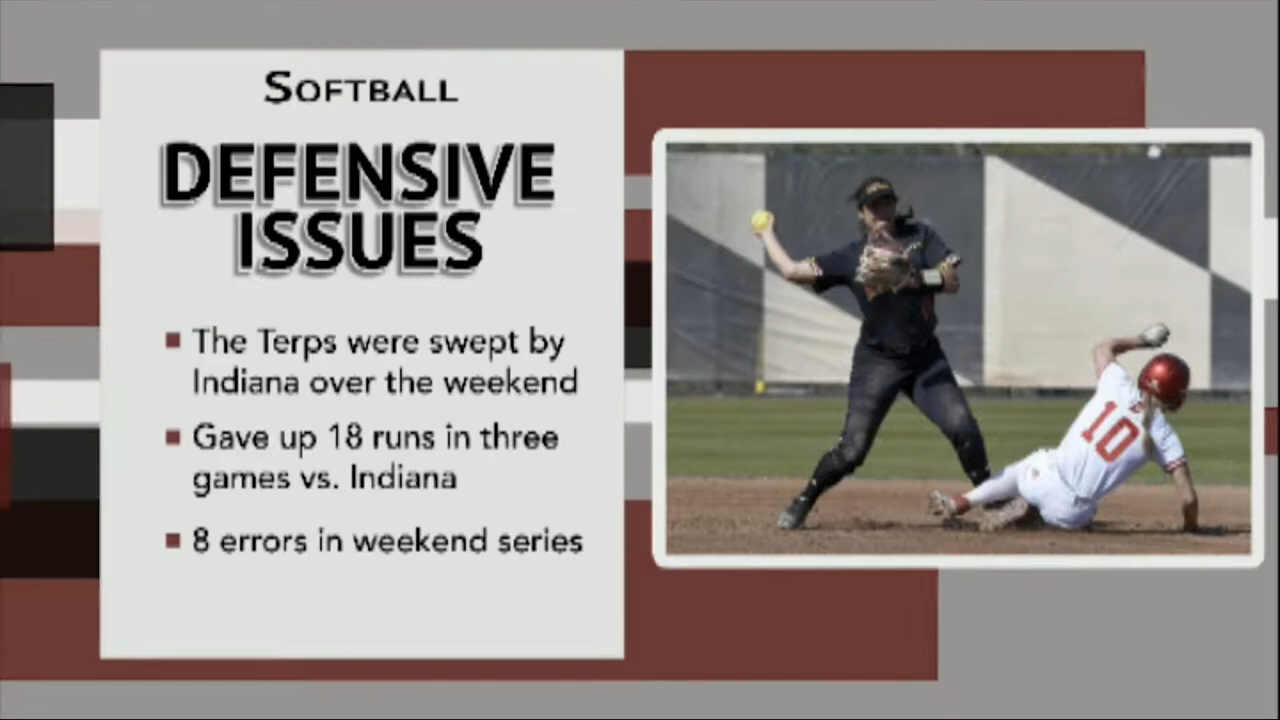 SOFTBALL
DEFENSIVE
ISSUES
The Terps were swept by
Indiana over the weekend
Gave up 18 runs in three
games vs. Indiana
8 errors in weekend series
10